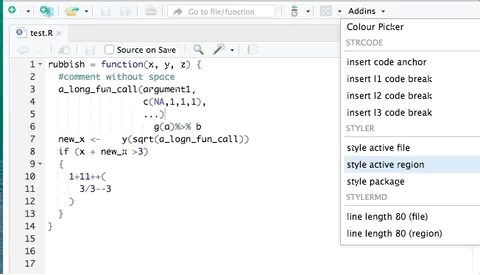 Go to file/function
Addins
test.R
Source on Save
1 rubbish = function(x, y, z) {
2 #comment without space
3 a_long_fun_call(argument1,
4 c(NA,1,1,1),
5 ...)
6 g(a)%>% b
7 new_x <- y(sqrt(a_logn_fun_call))
8 if (x + new_x >3)
9 {
10 1+11++(
11 3/3--3
12 )
13 }
14 }
15
16
17
Colour Picker
STRCODE
insert code anchor
insert l1 code break
insert l2 code break
insert l3 code break
STYLER
style active file
style active region
style package
STYLERMD
line length 80 (file)
line length 80 (region)